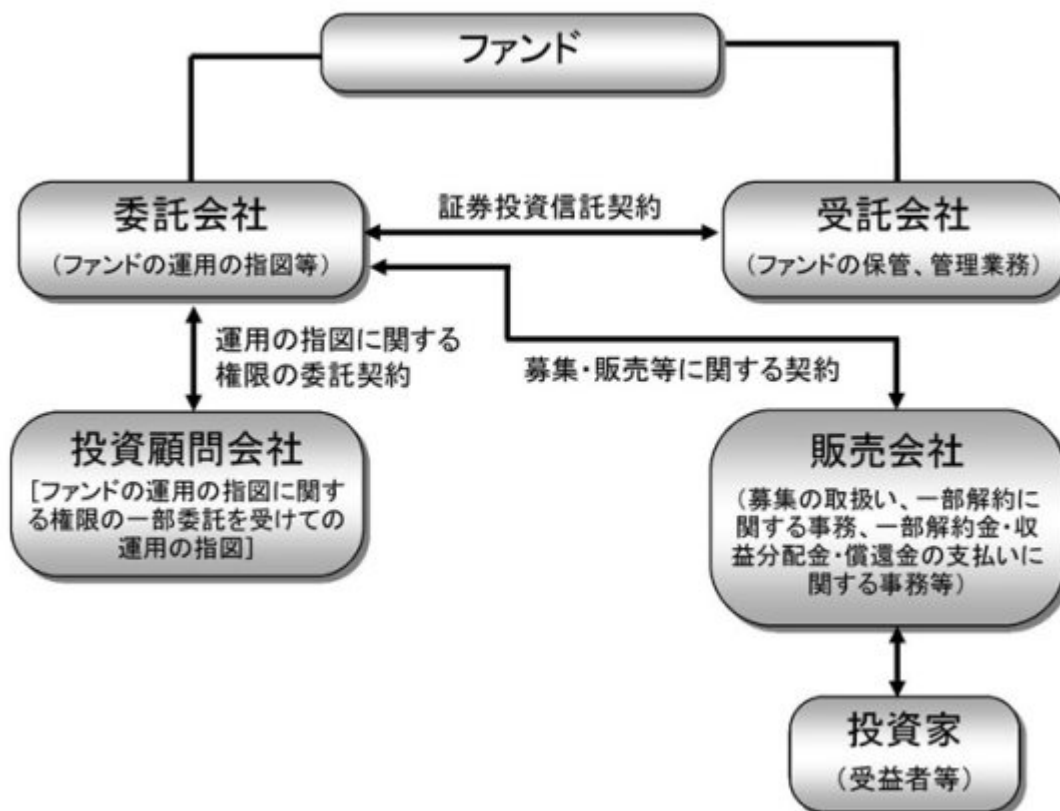 ファンド
委託会社
（ファンドの運用の指図等）
証券投資信託契約
受託会社
（ファンドの保管、管理業務）
運用の指図に関する
権限の委託契約
募集・販売等に関する契約
投資顧問会社
[ファンドの運用の指図に関す
る権限の一部委託を受けての
運用の指図]
販売会社
（募集の取扱い、一部解約に
関する事務、一部解約金・収
益分配金・償還金の支払いに
関する事務等）
投資家
（受益者等）